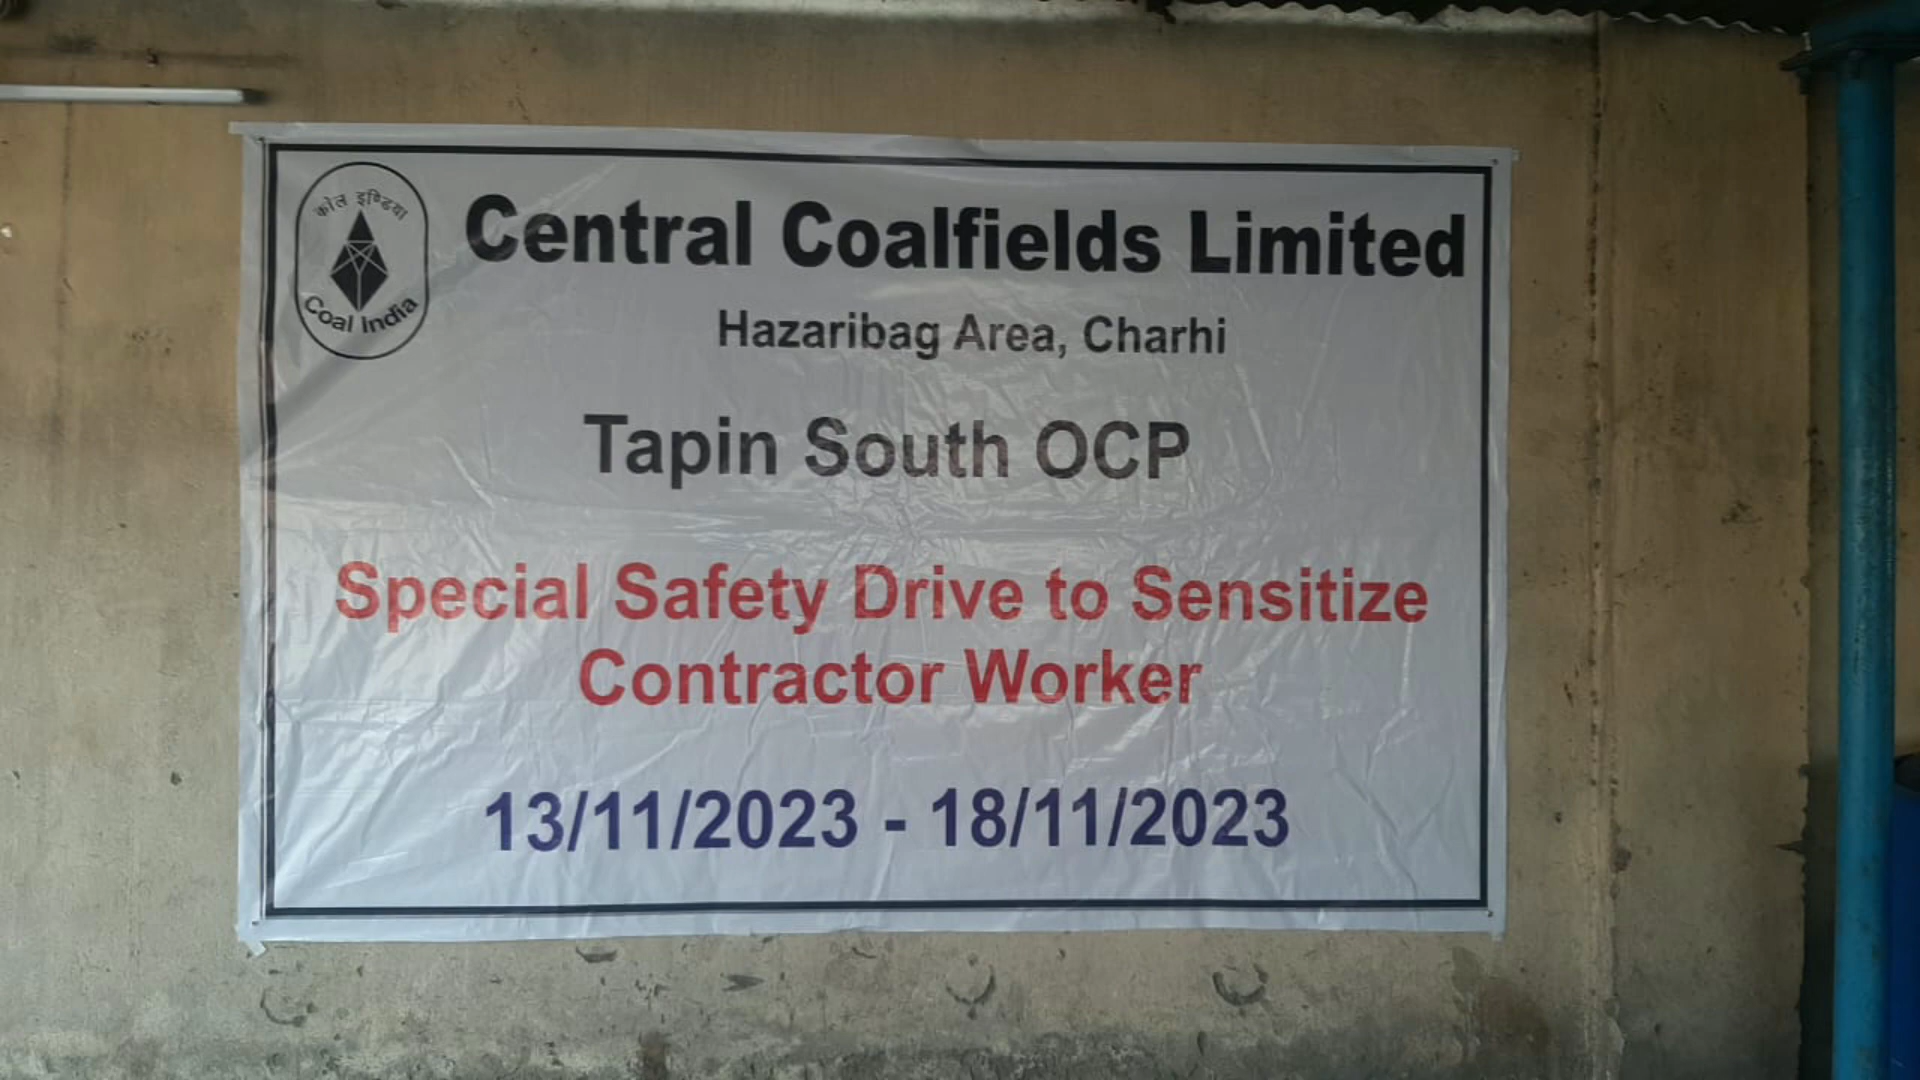 कोल इण्डिया
Coal India
Central Coalfields Limited
Hazaribag Area, Charhi
Tapin South OCP
Special Safety Drive to Sensitize
Contractor Worker
13/11/2023 - 18/11/2023